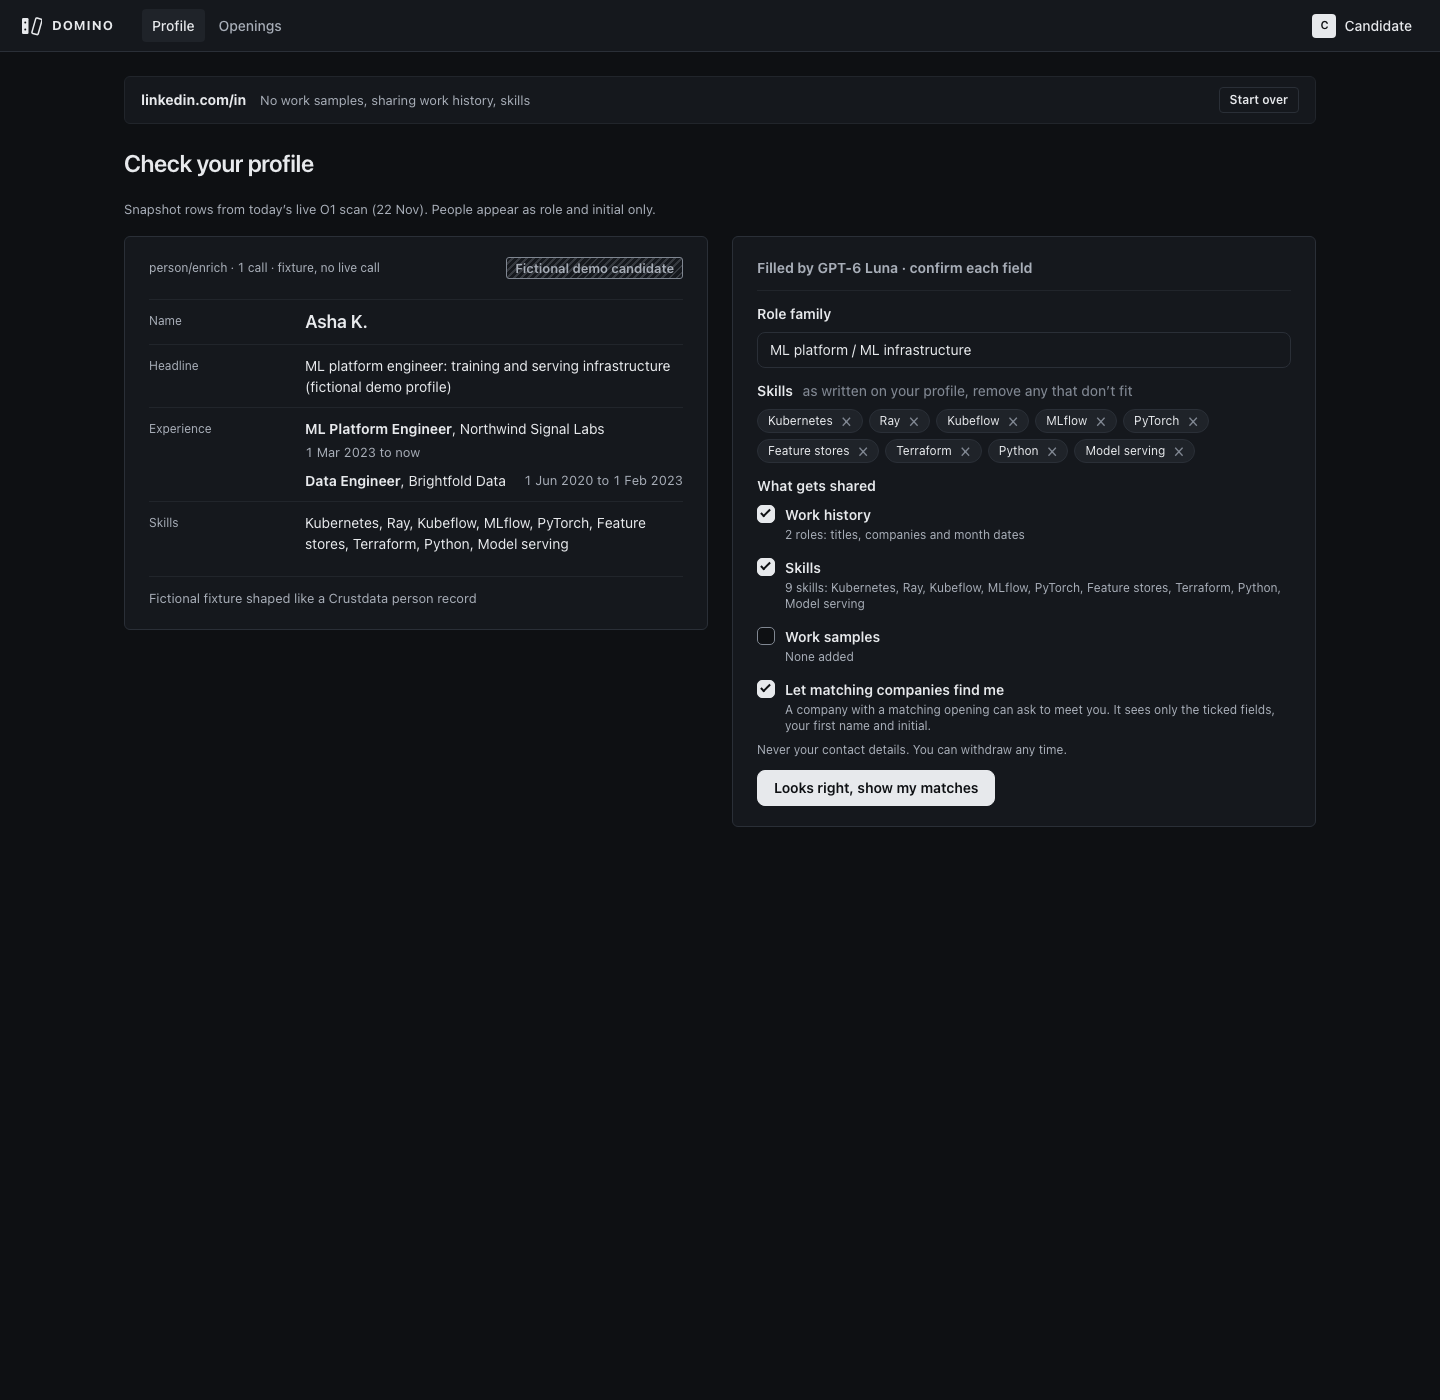 DOMINO
Profile
Openings
C
Candidate
linkedin.com/in
No work samples, sharing work history, skills
Start over
Check your profile
Snapshot rows from today's live O1 scan (22 Nov). People appear as role and initial only.
person/enrich · 1 call · fixture, no live call
Fictional demo candidate
Name
Asha K.
Headline
ML platform engineer: training and serving infrastructure
(fictional demo profile)
Experience
ML Platform Engineer, Northwind Signal Labs
1 Mar 2023 to now
Data Engineer, Brightfold Data
1 Jun 2020 to 1 Feb 2023
Skills
Kubernetes, Ray, Kubeflow, MLflow, PyTorch, Feature
stores, Terraform, Python, Model serving
Fictional fixture shaped like a Crustdata person record
Filled by GPT-6 Luna · confirm each field
Role family
ML platform / ML infrastructure
Skills as written on your profile, remove any that don't fit
Kubernetes × Ray × Kubeflow × MLflow × PyTorch ×
Feature stores × Terraform × Python × Model serving ×
What gets shared
Work history
2 roles: titles, companies and month dates
Skills
9 skills: Kubernetes, Ray, Kubeflow, MLflow, PyTorch, Feature stores, Terraform, Python,
Model serving
Work samples
None added
Let matching companies find me
A company with a matching opening can ask to meet you. It sees only the ticked fields,
your first name and initial.
Never your contact details. You can withdraw any time.
Looks right, show my matches